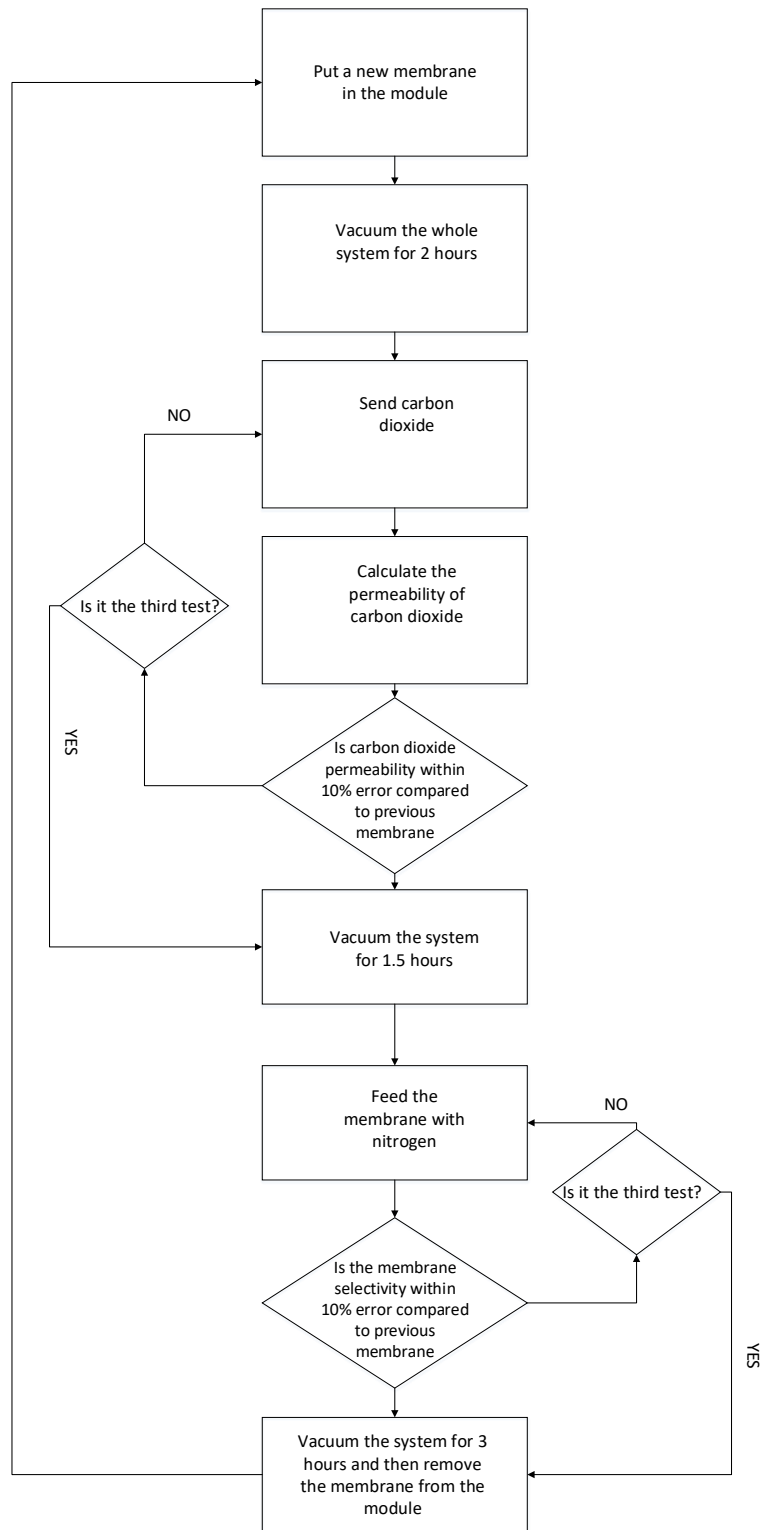 Put a new membrane
in the module
Vacuum the whole
system for 2 hours
Send carbon
dioxide
NO
Calculate the
permeability of
carbon dioxide
Is it the third test?
YES
Is carbon dioxide
permeability within
10% error compared
to previous
membrane
Vacuum the system
for 1.5 hours
Feed the
membrane with
nitrogen
NO
Is it the third test?
Is the membrane
selectivity within
10% error compared
to previous
membrane
YES
Vacuum the system for 3
hours and then remove
the membrane from the
module